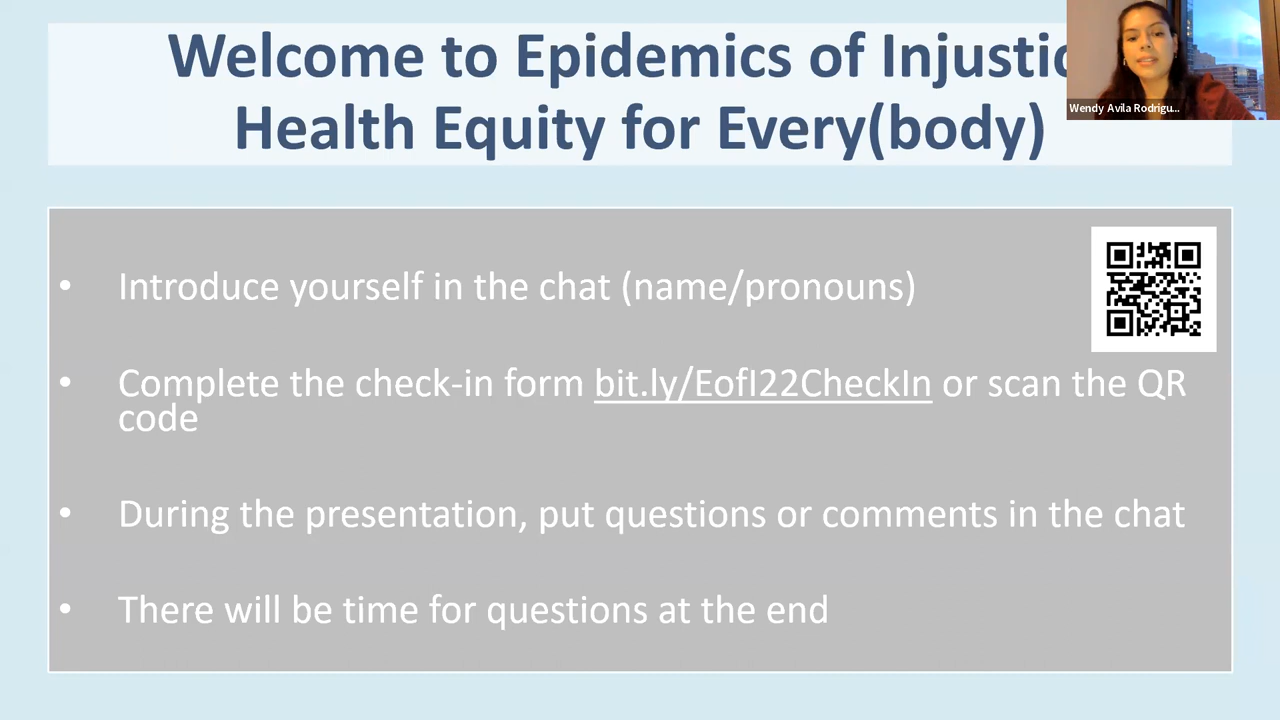 Welcome to Epidemics of Injustic
Health Equity for Every(body)
Wendy Avila Rodrigu...
• Introduce yourself in the chat (name/pronouns)
• Complete the check-in form bit.ly/EofI22CheckIn or scan the QR
code
• During the presentation, put questions or comments in the chat
• There will be time for questions at the end